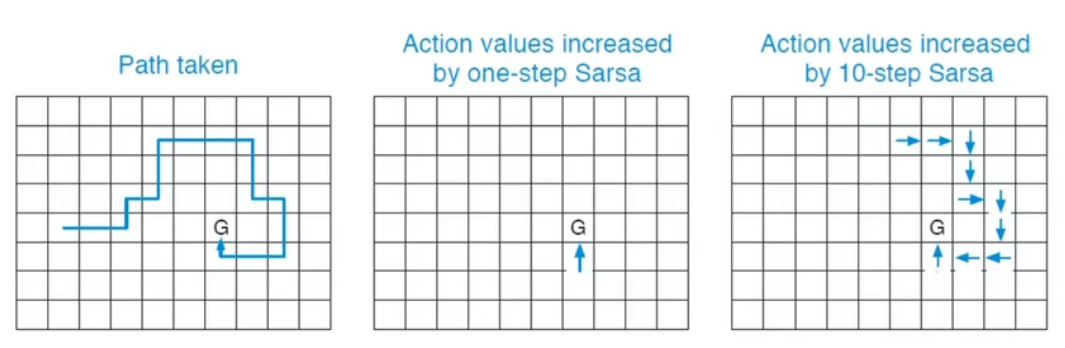 Path taken
Action values increased
by one-step Sarsa
Action values increased
by 10-step Sarsa
G
G
G